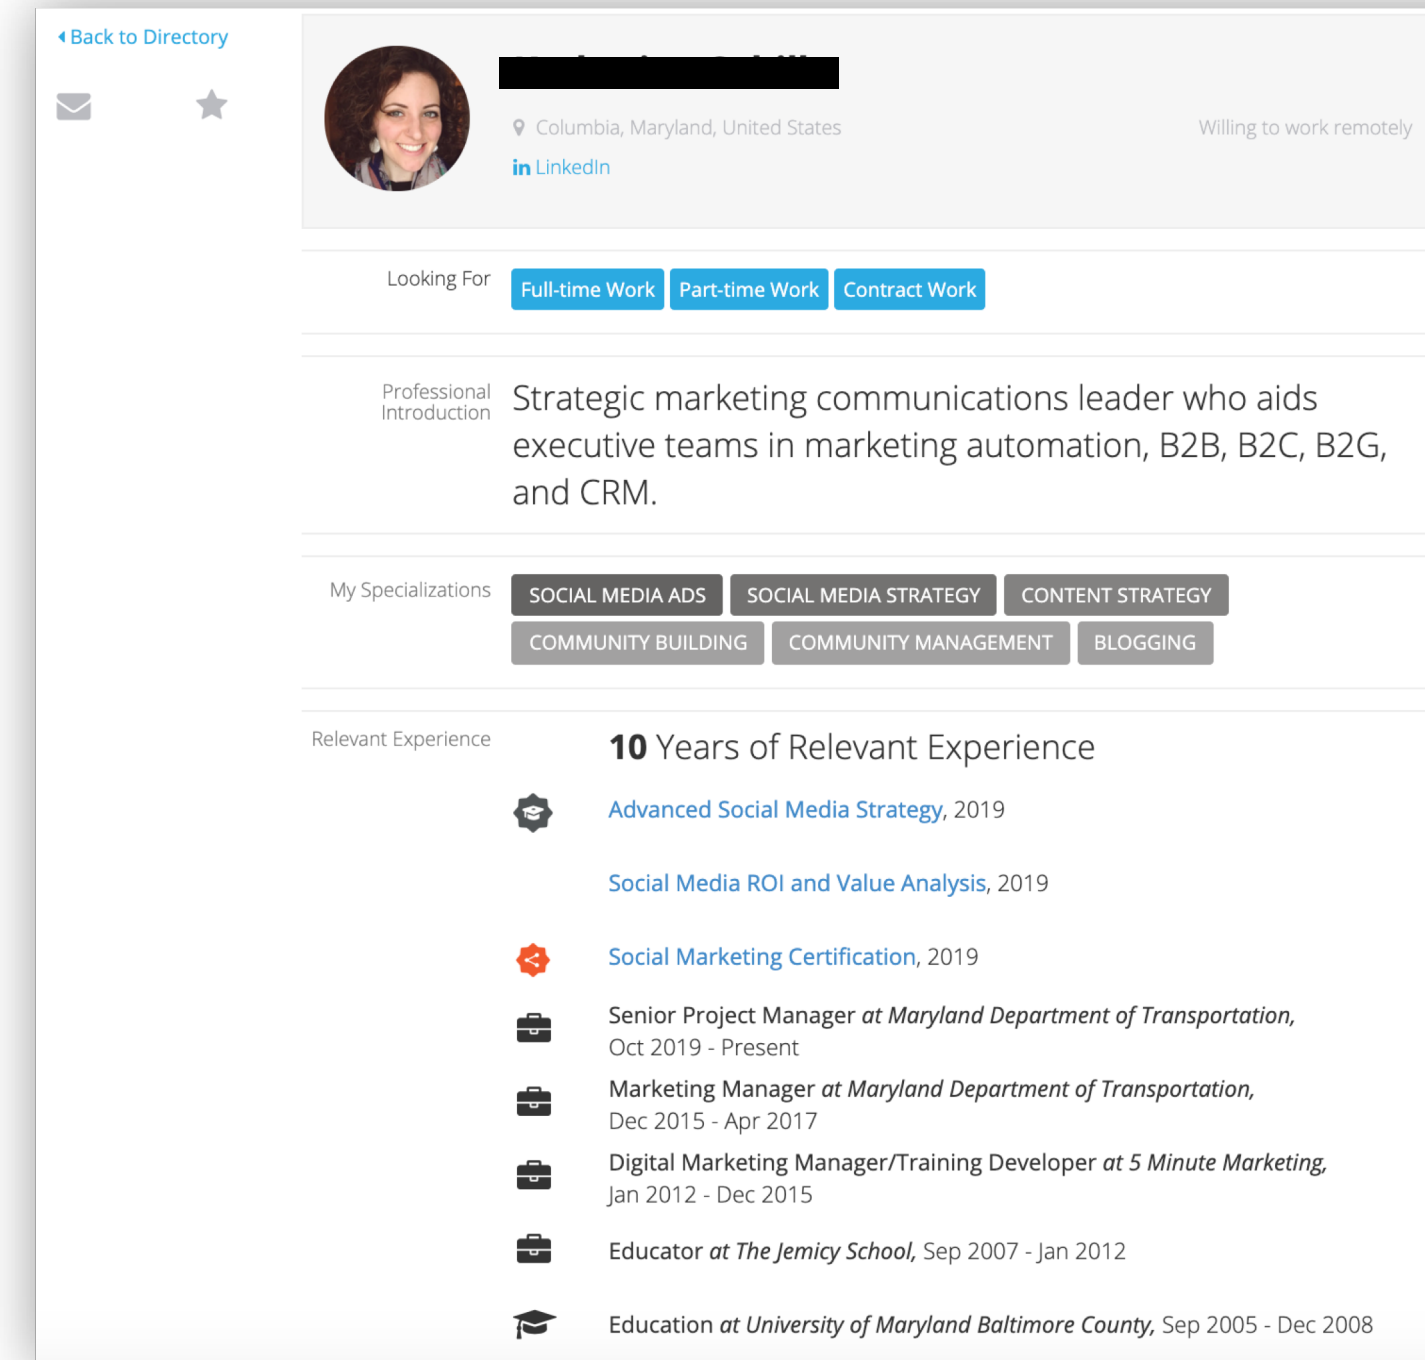 Back to Directory
Columbia, Maryland, United States
Willing to work remotely
in LinkedIn
Looking For
Full-time Work
Part-time Work
Contract Work
Professional
Introduction
Strategic marketing communications leader who aids
executive teams in marketing automation, B2B, B2C, B2G,
and CRM.
My Specializations
SOCIAL MEDIA ADS
SOCIAL MEDIA STRATEGY
CONTENT STRATEGY
COMMUNITY BUILDING
COMMUNITY MANAGEMENT
BLOGGING
Relevant Experience
10 Years of Relevant Experience
Advanced Social Media Strategy, 2019
Social Media ROI and Value Analysis, 2019
Social Marketing Certification, 2019
Senior Project Manager at Maryland Department of Transportation,
Oct 2019 - Present
Marketing Manager at Maryland Department of Transportation,
Dec 2015 - Apr 2017
Digital Marketing Manager/Training Developer at 5 Minute Marketing,
Jan 2012 - Dec 2015
Educator at The Jemicy School, Sep 2007 - Jan 2012
Education at University of Maryland Baltimore County, Sep 2005 - Dec 2008